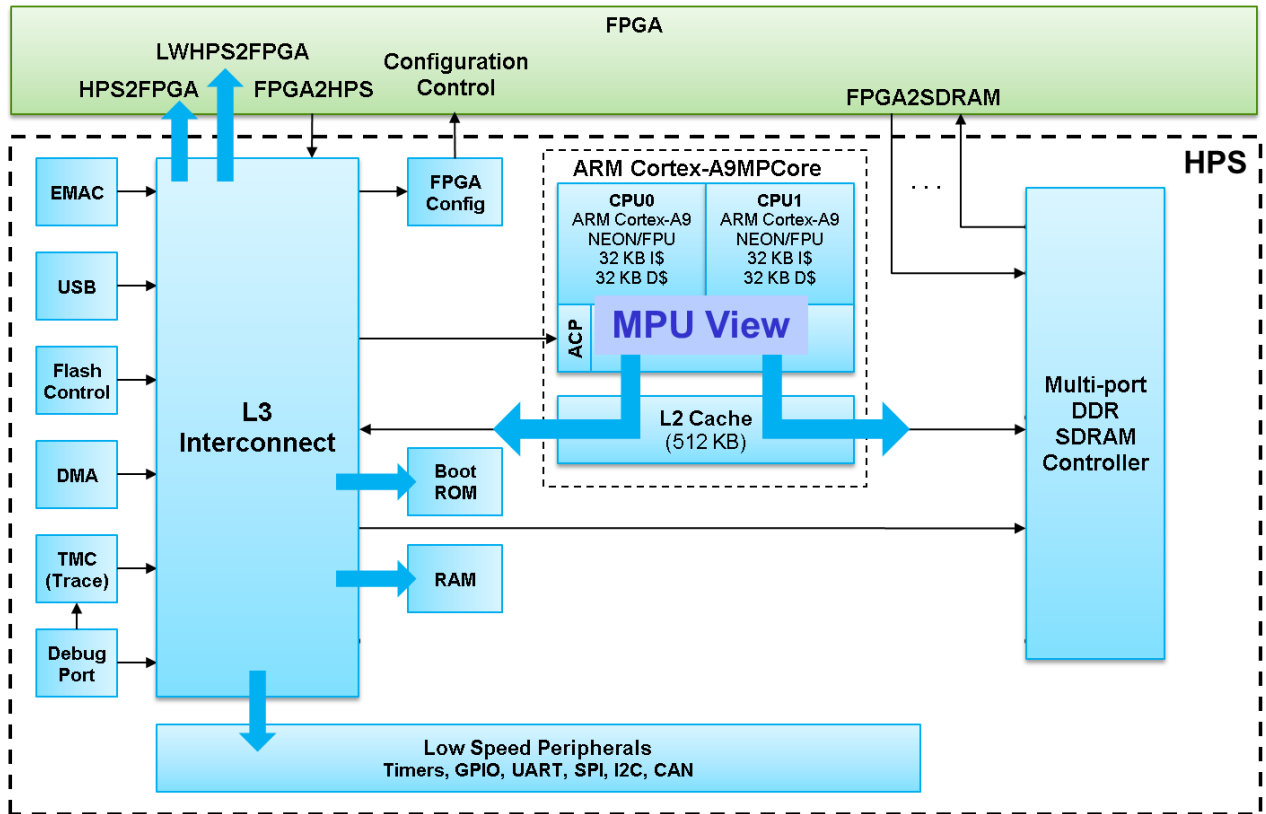 FPGA
LWHPS2FPGA
HPS2FPGA
FPGA2HPS
Configuration
Control
FPGA2SDRAM
HPS
EMAC
USB
Flash
Control
DMA
TMC
(Trace)
Debug
Port
L3
Interconnect
FPGA
Config
Boot
ROM
RAM
ARM Cortex-A9MPCore
CPU0
ARM Cortex-A9
NEON/FPU
32 KB I$
32 KB D$
CPU1
ARM Cortex-A9
NEON/FPU
32 KB I$
32 KB D$
ACP
MPU View
L2 Cache
(512 KB)
. . .
Multi-port
DDR
SDRAM
Controller
Low Speed Peripherals
Timers, GPIO, UART, SPI, I2C, CAN